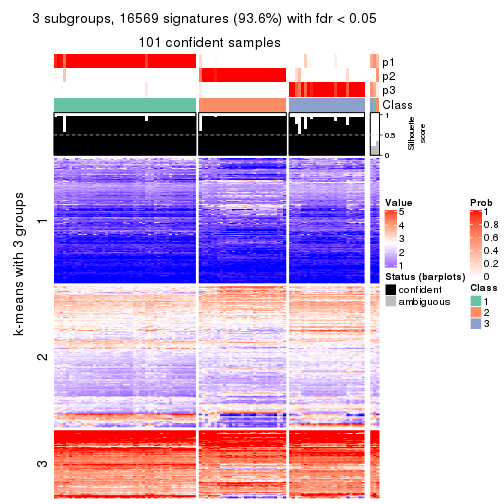 3 subgroups, 16569 signatures (93.6%) with fdr < 0.05
101 confident samples
p1
p2
p3
Class
1
0.5
0
Silhouette
score
k-means with 3 groups
1
2
3
Value
5
4
3
2
1
Status (barplots)
confident
ambiguous
Prob
1
0.8
0.6
0.4
0.2
0
Class
1
2
3